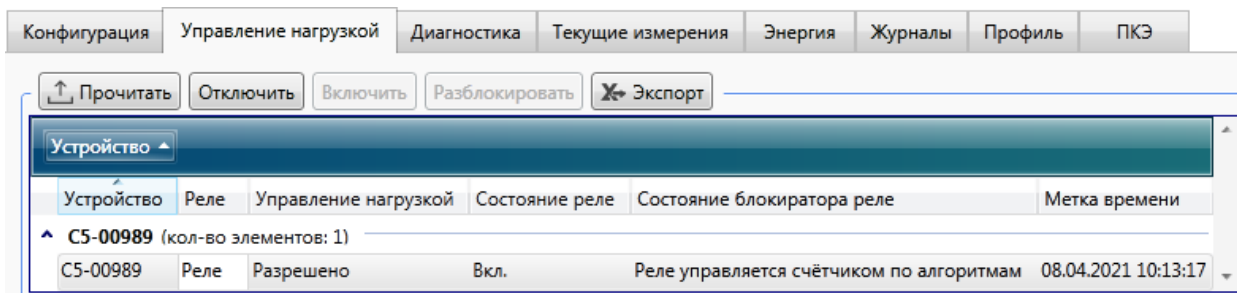 Конфигурация Управление нагрузкой Диагностика Текущие измерения Энергия Журналы Профиль ПКЭ
Прочитать Отключить Включить Разблокировать Экспорт
Устройство
Устройство Реле Управление нагрузкой Состояние реле Состояние блокиратора реле Метка времени
C5-00989 (кол-во элементов: 1)
C5-00989 Реле Разрешено Вкл. Реле управляется счётчиком по алгоритмам 08.04.2021 10:13:17